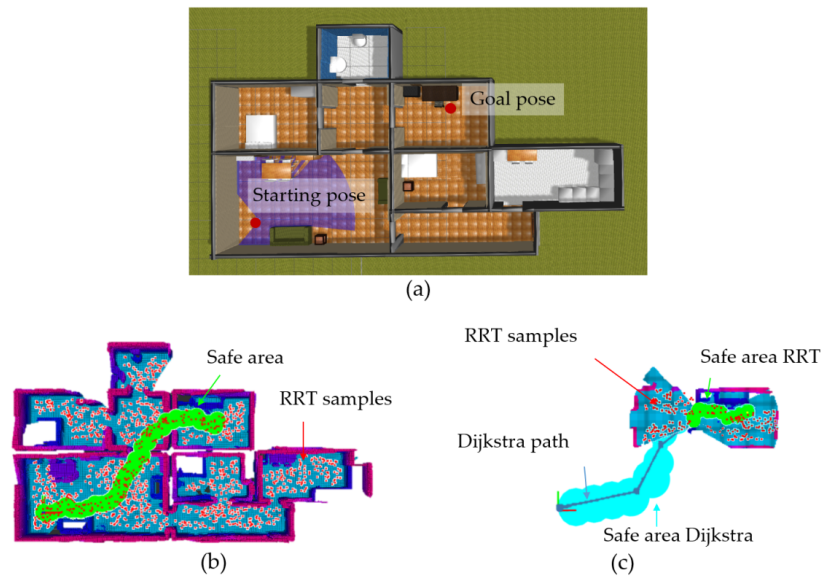 Goal pose
Starting pose
(a)
Safe area
RRT samples
(b)
RRT samples
Safe area RRT
Dijkstra path
Safe area Dijkstra
(c)